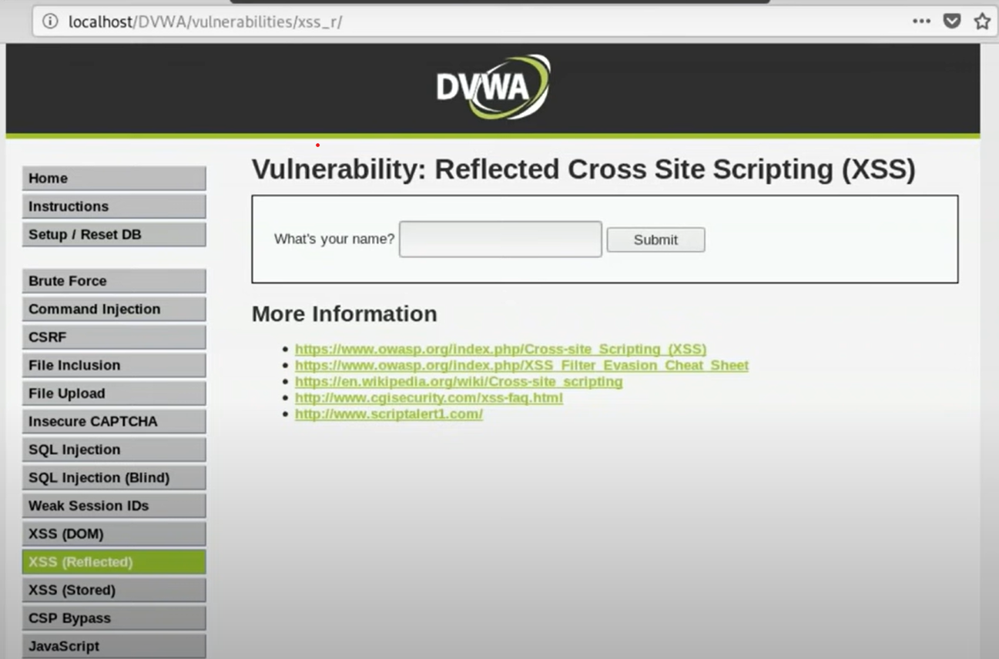 localhost/DVWA/vulnerabilities/xss_r/
DVWA
Home
Instructions
Setup / Reset DB
Brute Force
Command Injection
CSRF
File Inclusion
File Upload
Insecure CAPTCHA
SQL Injection
SQL Injection (Blind)
Weak Session IDs
XSS (DOM)
XSS (Reflected)
XSS (Stored)
CSP Bypass
JavaScript
Vulnerability: Reflected Cross Site Scripting (XSS)
What's your name? Submit
More Information
https://www.owasp.org/index.php/Cross-site_Scripting_(XSS)
https://www.owasp.org/index.php/XSS_Filter_Evasion_Cheat_Sheet
https://en.wikipedia.org/wiki/Cross-site_scripting
http://www.cgisecurity.com/xss-faq.html
http://www.scriptalert1.com/